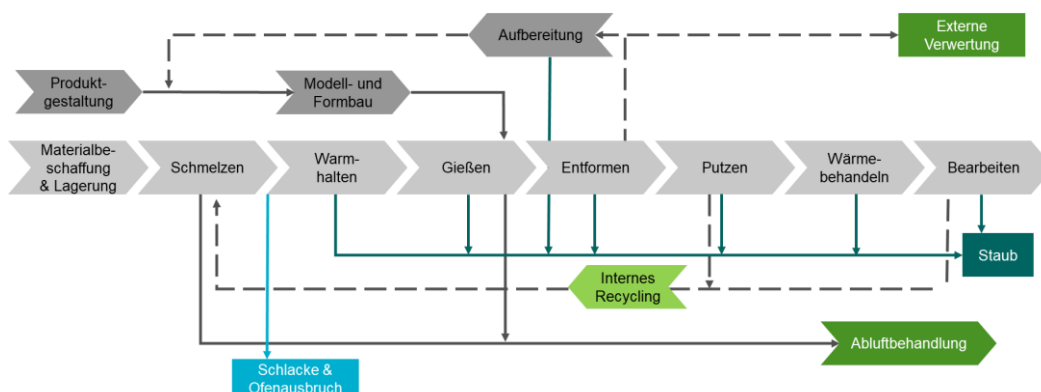 Aufbereitung
Externe
Verwertung
Produkt-
gestaltung
Modell- und
Formbau
Materialbe-
schaffung
& Lagerung
Schmelzen
Warm-
halten
Gießen
Entformen
Putzen
Wärme-
behandeln
Bearbeiten
Staub
Internes
Recycling
Abluftbehandlung
Schlacke &
Ofenausbruch